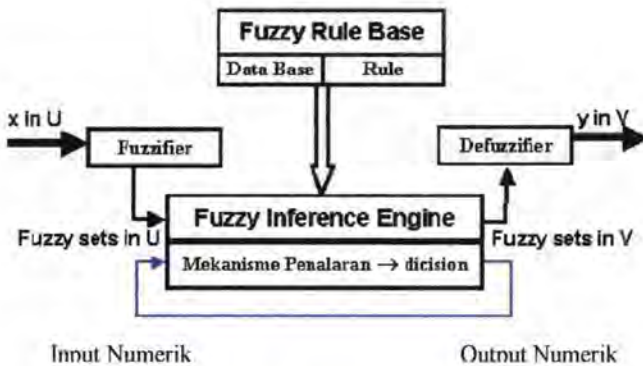 Fuzzy Rule Base
Data Base Rule
x in U
y in V
Fuzzifier
Defuzzifier
Fuzzy Inference Engine
Fuzzy sets in U
Fuzzy sets in V
Mekanisme Penalaran → dicision
Input Numerik
Output Numerik